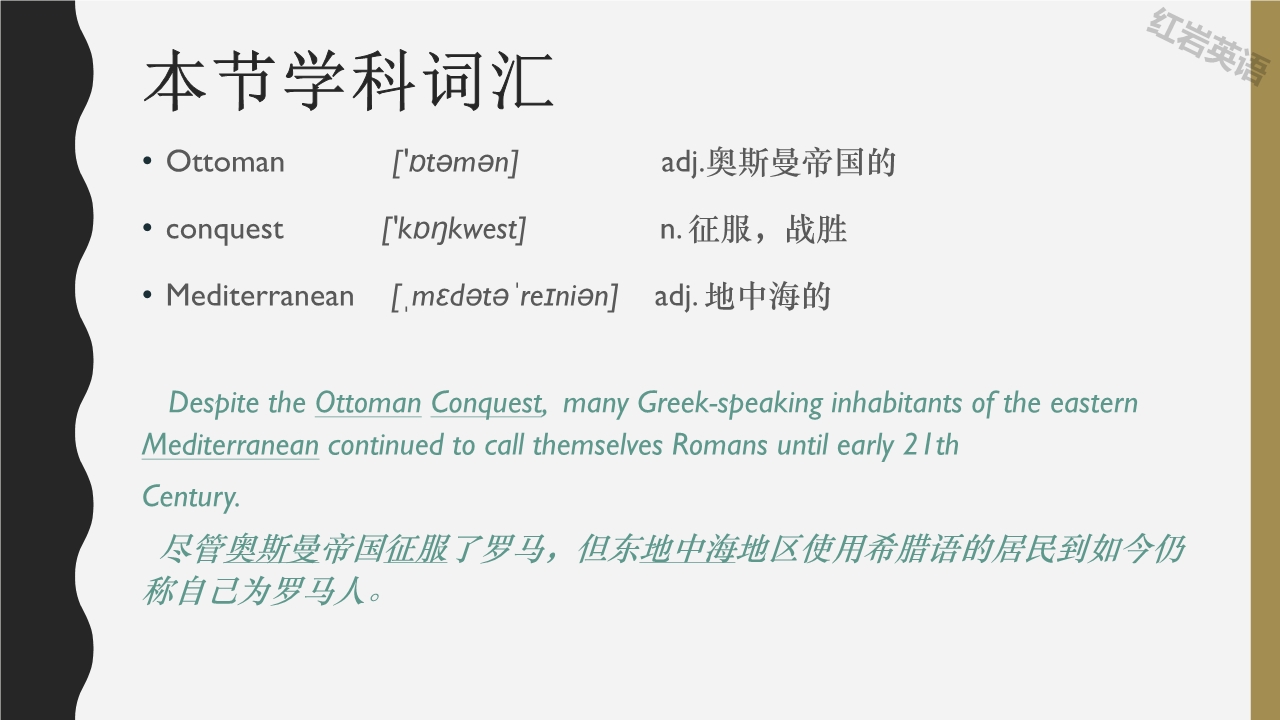 红岩英语
本节学科词汇
• Ottoman ['ɒtəmən] adj.奥斯曼帝国的
• conquest ['kɒŋkwest] n. 征服，战胜
• Mediterranean [ˌmɛdətəˈreɪniən] adj. 地中海的
Despite the Ottoman Conquest, many Greek-speaking inhabitants of the eastern
Mediterranean continued to call themselves Romans until early 21th
Century.
尽管奥斯曼帝国征服了罗马，但东地中海地区使用希腊语的居民到如今仍
称自己为罗马人。